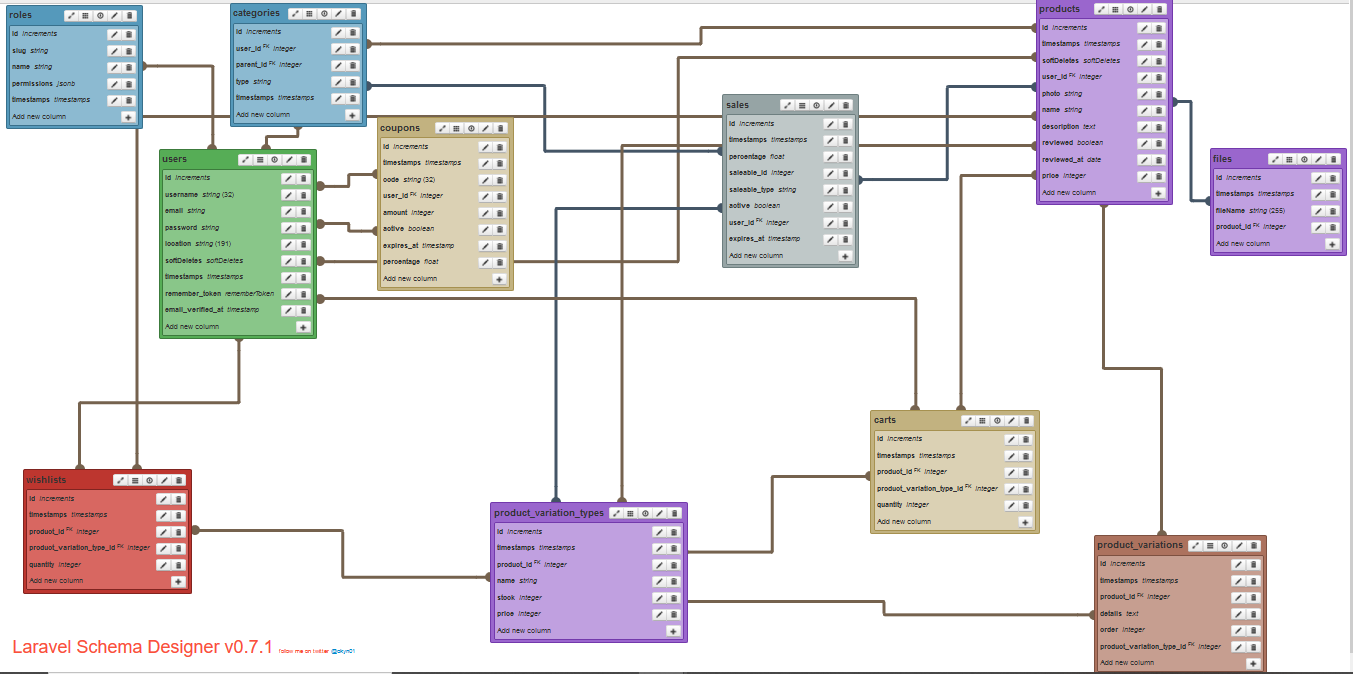 roles
id increments
slug string
name string
permissions jsonb
timestamps timestamps
Add new column
categories
id increments
user_id FK integer
parent_id FK integer
type string
timestamps timestamps
Add new column
products
id increments
timestamps timestamps
softDeletes softDeletes
user_id FK integer
photo string
name string
description text
reviewed boolean
reviewed_at date
price integer
Add new column
sales
id increments
timestamps timestamps
percentage float
saleable_id integer
saleable_type string
active boolean
user_id FK integer
expires_at timestamp
Add new column
coupons
id increments
timestamps timestamps
code string (32)
user_id FK integer
amount integer
active boolean
expires_at timestamp
percentage float
Add new column
users
id increments
username string (32)
email string
password string
location string (191)
softDeletes softDeletes
timestamps timestamps
remember_token rememberToken
email_verified_at timestamp
Add new column
files
id increments
timestamps timestamps
fileName string (255)
product_id FK integer
Add new column
carts
id increments
timestamps timestamps
product_id FK integer
product_variation_type_id FK integer
quantity integer
Add new column
wishlists
id increments
timestamps timestamps
product_id FK integer
product_variation_type_id FK integer
quantity integer
Add new column
product_variation_types
id increments
timestamps timestamps
product_id FK integer
name string
stock integer
price integer
Add new column
product_variations
id increments
timestamps timestamps
product_id FK integer
details text
order integer
product_variation_type_id FK integer
Add new column
Laravel Schema Designer v0.7.1 follow me on twitter